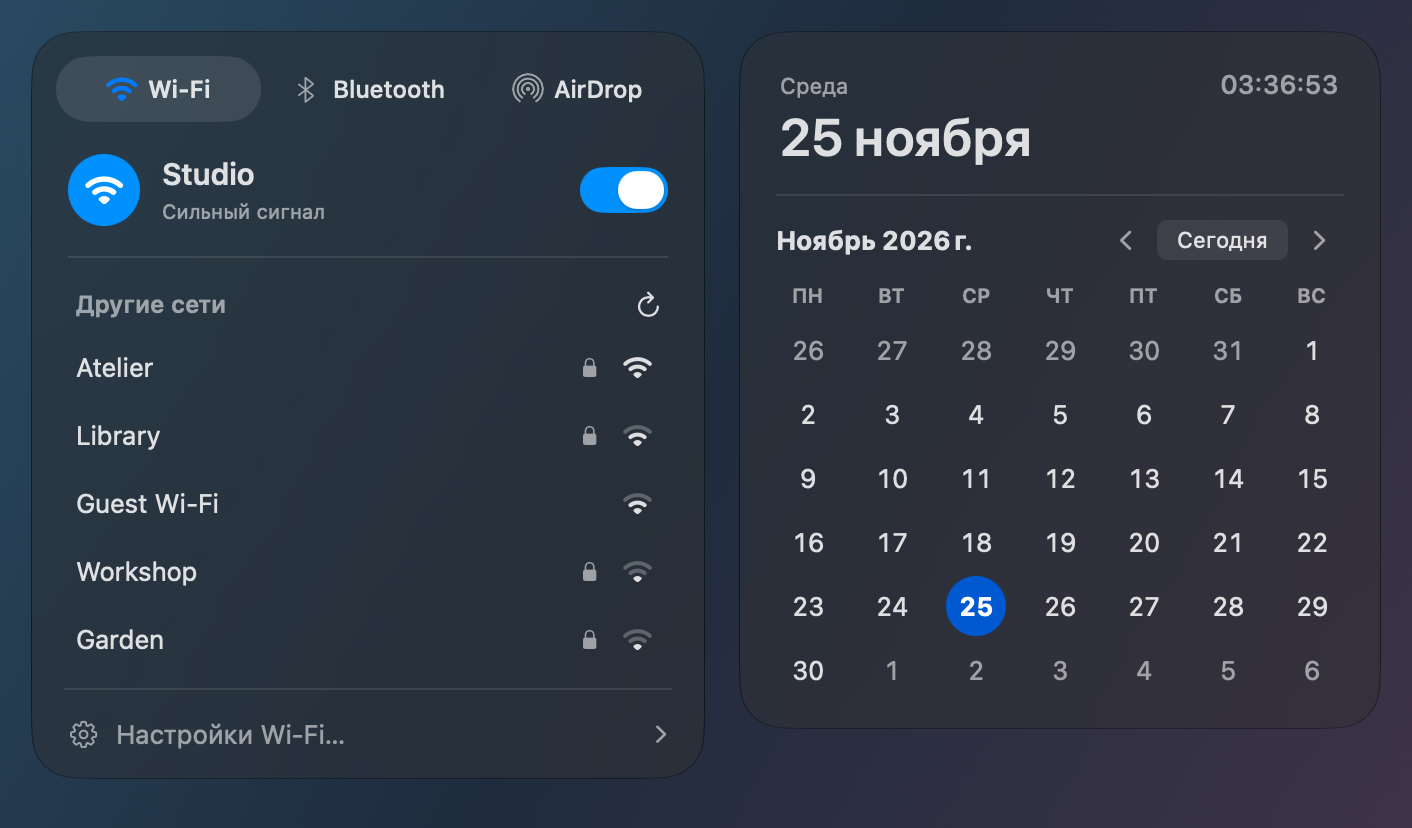 Wi-Fi Bluetooth AirDrop
Studio
Сильный сигнал
Другие сети
Atelier
Library
Guest Wi-Fi
Workshop
Garden
Настройки Wi-Fi...
Среда 03:36:53
25 ноября
Ноябрь 2026 г. Сегодня
ПН ВТ СР ЧТ ПТ СБ ВС
26 27 28 29 30 31 1
2 3 4 5 6 7 8
9 10 11 12 13 14 15
16 17 18 19 20 21 22
23 24 25 26 27 28 29
30 1 2 3 4 5 6